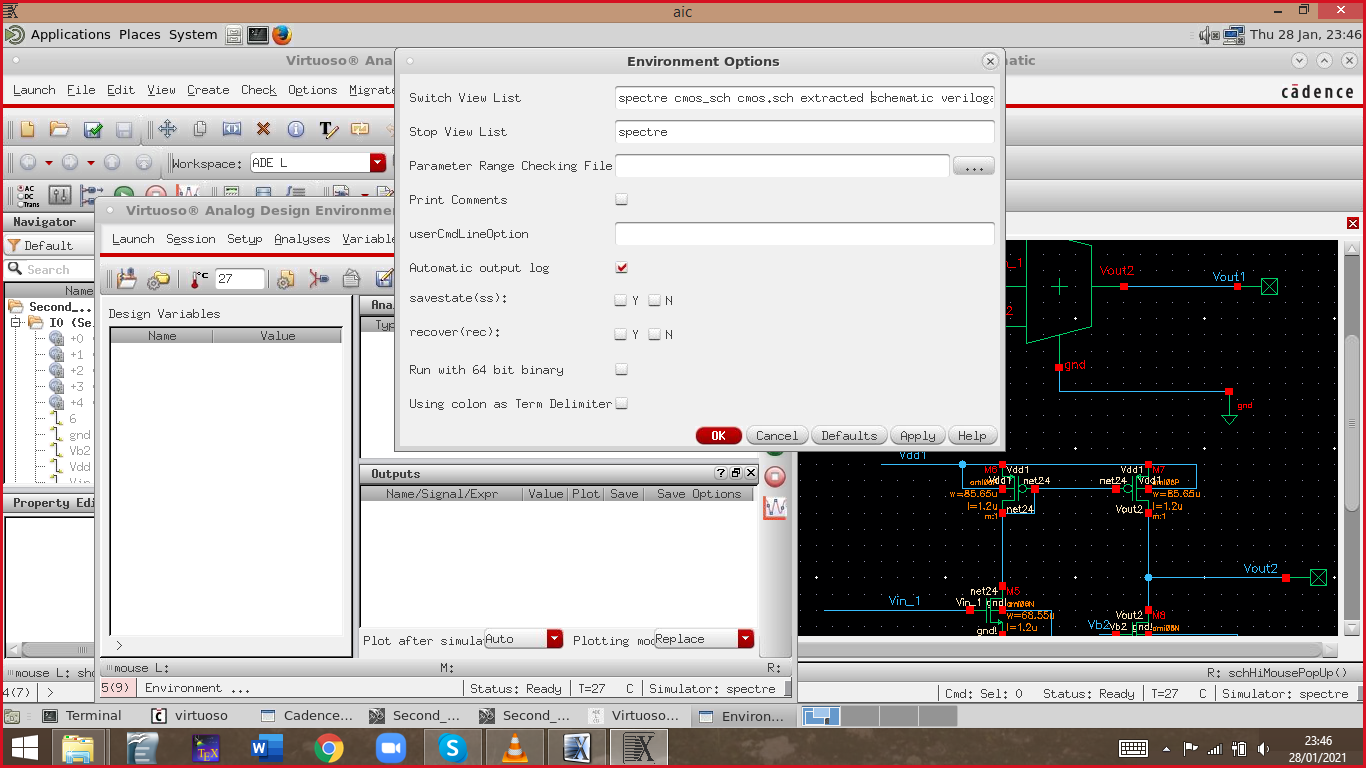 aic
Applications Places System
Thu 28 Jan, 23:46
Virtuoso® Ana
Environment Options
matic
Launch File Edit View Create Check Options Migrate
cādence
Switch View List
spectre cmos_sch cmos.sch extracted schematic veriloga
Stop View List
spectre
Parameter Range Checking File
...
Print Comments
userCmdLineOption
Automatic output log
savestate(ss):
Y N
recover(rec):
Y N
Run with 64 bit binary
Using colon as Term Delimiter
OK Cancel Defaults Apply Help
Workspace: ADE L
AC
DC
Trans
Navigator
Default
Search
Name
Second_...
I0 (Se
+0
+1
+2
+3
+4
6
gnd
Vb2
Vdd
Property Edi
Virtuoso® Analog Design Environmen
Launch Session Setup Analyses Variable
27
Design Variables
Name Value
Ana
Typ
Outputs
Name/Signal/Expr Value Plot Save Save Options
Plot after simula Auto
Plotting mod Replace
>
mouse L: M: R:
5(9) Environment ...
Status: Ready T=27 C Simulator: spectre
mouse L: sho
4(7) >
_1
Vout2
Vout1
2
gnd
gnd
Vdd1
M6 Vdd1 Vdd1 M7
Vdd1 net24 net24 Vdd1
w=85.65u w=85.65u
l=1.2u l=1.2u
m:1 net24 Vout2 m:1
Vout2
net24 M5
Vin_1 Vin_1 gnd!
w=68.55u
l=1.2u
gnd!
Vout2 M8
Vb2 Vb2 gnd!
R: schHiMousePopUp()
Cmd: Sel: 0 Status: Ready T=27 C Simulator: spectre
Terminal virtuoso Cadence... Second_... Second_... Virtuoso... Environ...
23:46
28/01/2021